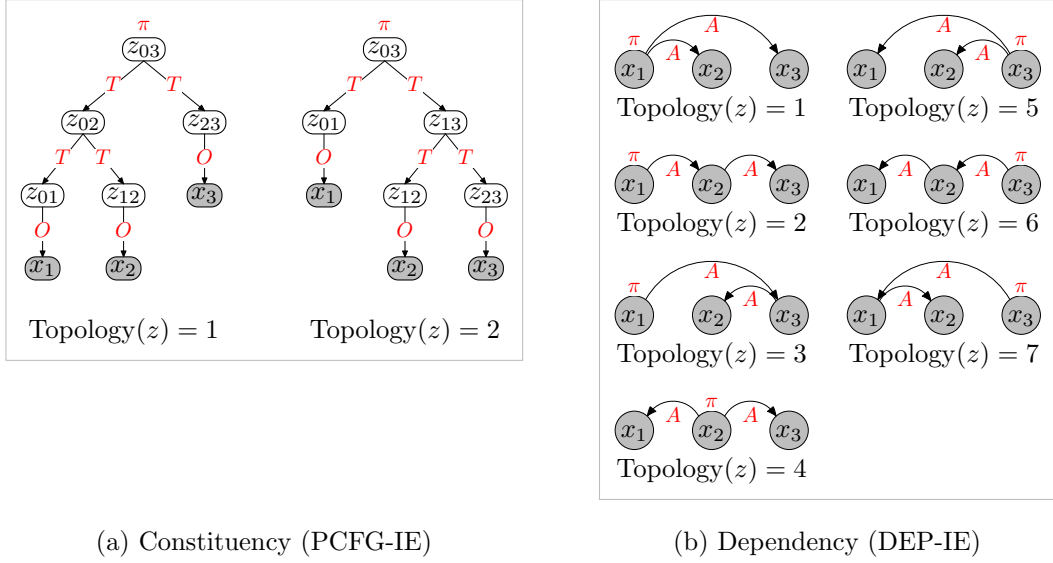 π π
z₀₃ z₀₃
T T T T
z₀₂ z₂₃ z₀₁ z₁₃
T T O O T T
z₀₁ z₁₂ x₃ x₁ z₁₂ z₂₃
O O O O
x₁ x₂ x₂ x₃
Topology(z) = 1 Topology(z) = 2
(a) Constituency (PCFG-IE)
A
π A
x₁ x₂ x₃
Topology(z) = 1
A
A π
x₁ x₂ x₃
Topology(z) = 5
π A A
x₁ x₂ x₃
Topology(z) = 2
A A π
x₁ x₂ x₃
Topology(z) = 6
A
π A
x₁ x₂ x₃
Topology(z) = 3
A
A π
x₁ x₂ x₃
Topology(z) = 7
A π A
x₁ x₂ x₃
Topology(z) = 4
(b) Dependency (DEP-IE)